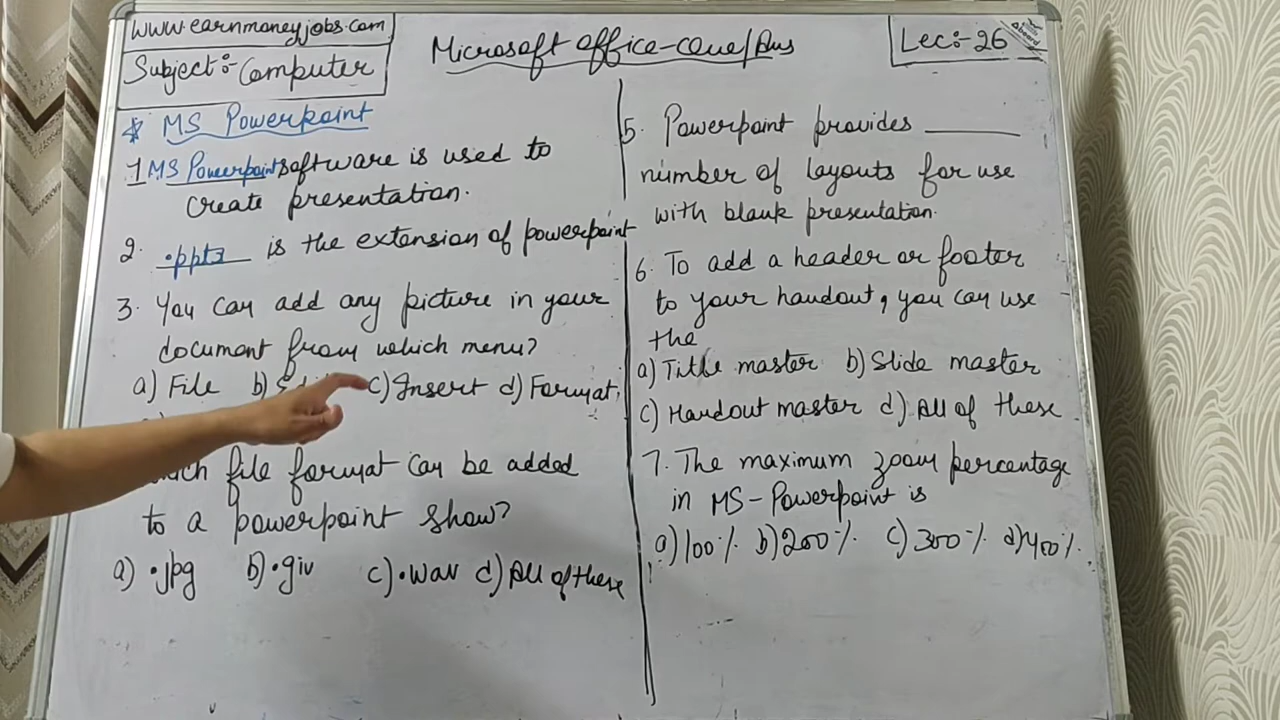 www.earnmoneyjobs.com
Subject:- Computer
Microsoft office-
Lec:- 26
MS Powerpoint
1 MS Powerpoint software is used to
create presentation.
2. .pptx is the extension of powerpoint
3. You can add any picture in your
document from which menu?
a) File b) c) Insert d) Format
file format can be added
to a powerpoint show?
a) .jpg b) .giv c) .wav d) All of these
5. Powerpoint provides ______
number of layouts for use
with blank presentation.
6. To add a header or footer
to your handout, you can use
the
a) Title master b) Slide master
c) Handout master d) All of these
7. The maximum zoom percentage
in MS-Powerpoint is
a) 100% b) 200% c) 300% d) 400%